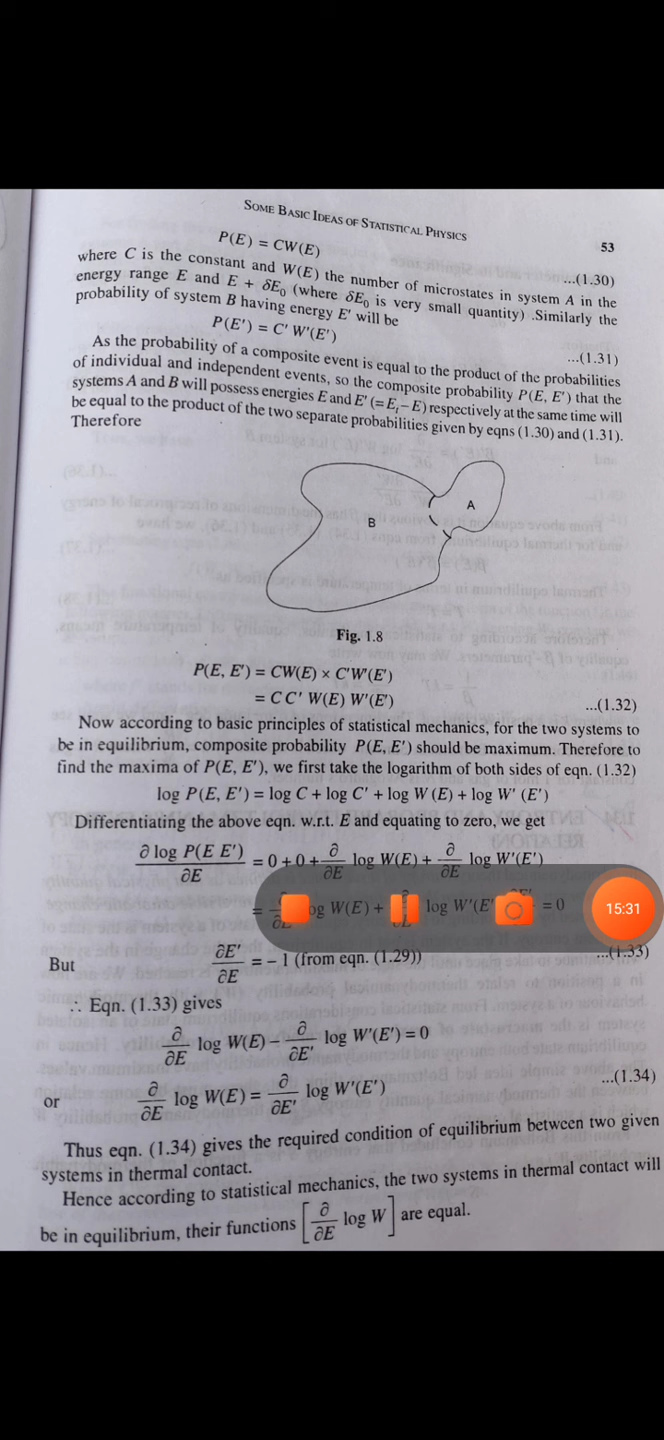 SOME BASIC IDEAS OF STATISTICAL PHYSICS
53
P(E) = CW(E)
...(1.30)
where C is the constant and W(E) the number of microstates in system A in the
energy range E and E + δE₀ (where δE₀ is very small quantity) .Similarly the
probability of system B having energy E' will be
P(E') = C' W'(E')
...(1.31)
As the probability of a composite event is equal to the product of the probabilities
of individual and independent events, so the composite probability P(E, E') that the
systems A and B will possess energies E and E' (= Eₜ – E) respectively at the same time will
be equal to the product of the two separate probabilities given by eqns (1.30) and (1.31).
Therefore
B
A
Fig. 1.8
P(E, E') = CW(E) × C'W'(E')
= C C' W(E) W'(E')
...(1.32)
Now according to basic principles of statistical mechanics, for the two systems to
be in equilibrium, composite probability P(E, E') should be maximum. Therefore to
find the maxima of P(E, E'), we first take the logarithm of both sides of eqn. (1.32)
log P(E, E') = log C + log C' + log W (E) + log W' (E')
Differentiating the above eqn. w.r.t. E and equating to zero, we get
∂ log P(E E')/∂E = 0 + 0 + ∂/∂E log W(E) + ∂/∂E log W'(E')
= og W(E) + log W'(E' = 0
15:31
...(1.33)
But ∂E'/∂E = – 1 (from eqn. (1.29))
∴ Eqn. (1.33) gives
∂/∂E log W(E) – ∂/∂E' log W'(E') = 0
or ∂/∂E log W(E) = ∂/∂E' log W'(E')
...(1.34)
Thus eqn. (1.34) gives the required condition of equilibrium between two given
systems in thermal contact.
Hence according to statistical mechanics, the two systems in thermal contact will
be in equilibrium, their functions [∂/∂E log W] are equal.